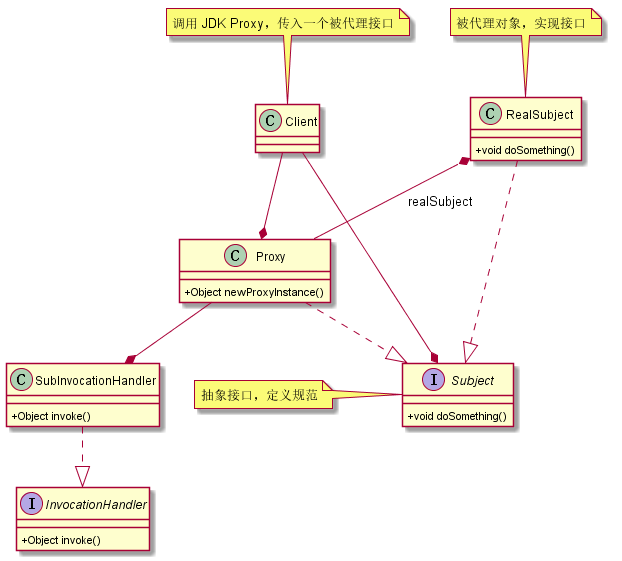 调用 JDK Proxy，传入一个被代理接口
被代理对象，实现接口
C Client
C RealSubject
+void doSomething()
realSubject
C Proxy
+Object newProxyInstance()
C SubInvocationHandler
+Object invoke()
抽象接口，定义规范
I Subject
+void doSomething()
I InvocationHandler
+Object invoke()